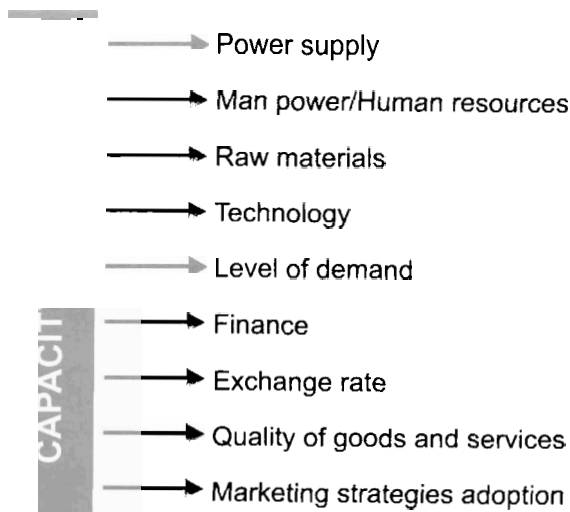 Power supply
Man power/Human resources
Raw materials
Technology
Level of demand
Finance
Exchange rate
Quality of goods and services
Marketing strategies adoption
CAPACIT